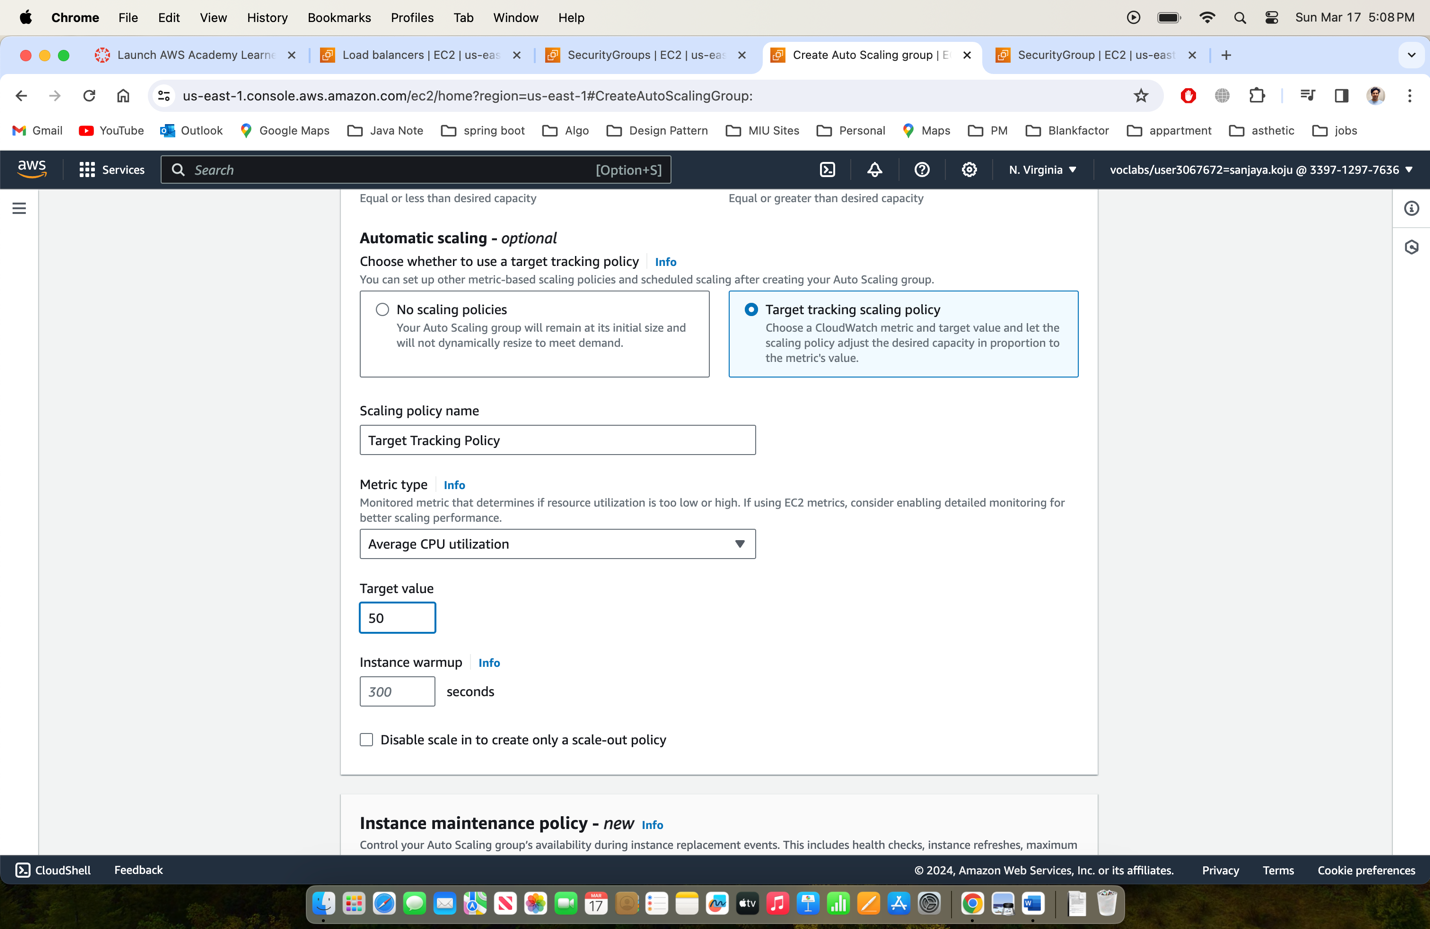 Chrome File Edit View History Bookmarks Profiles Tab Window Help Sun Mar 17 5:08 PM
Launch AWS Academy Learne Load balancers | EC2 | us-eas SecurityGroups | EC2 | us-eas Create Auto Scaling group | E SecurityGroup | EC2 | us-east
us-east-1.console.aws.amazon.com/ec2/home?region=us-east-1#CreateAutoScalingGroup:
Gmail YouTube Outlook Google Maps Java Note spring boot Algo Design Pattern MIU Sites Personal Maps PM Blankfactor appartment asthetic jobs
aws Services Search [Option+S] N. Virginia voclabs/user3067672=sanjaya.koju @ 3397-1297-7636
Equal or less than desired capacity Equal or greater than desired capacity
Automatic scaling - optional
Choose whether to use a target tracking policy Info
You can set up other metric-based scaling policies and scheduled scaling after creating your Auto Scaling group.
No scaling policies
Your Auto Scaling group will remain at its initial size and
will not dynamically resize to meet demand.
Target tracking scaling policy
Choose a CloudWatch metric and target value and let the
scaling policy adjust the desired capacity in proportion to
the metric's value.
Scaling policy name
Target Tracking Policy
Metric type Info
Monitored metric that determines if resource utilization is too low or high. If using EC2 metrics, consider enabling detailed monitoring for
better scaling performance.
Average CPU utilization
Target value
50
Instance warmup Info
300 seconds
Disable scale in to create only a scale-out policy
Instance maintenance policy - new Info
Control your Auto Scaling group's availability during instance replacement events. This includes health checks, instance refreshes, maximum
CloudShell Feedback © 2024, Amazon Web Services, Inc. or its affiliates. Privacy Terms Cookie preferences
MAR
17
tv
W